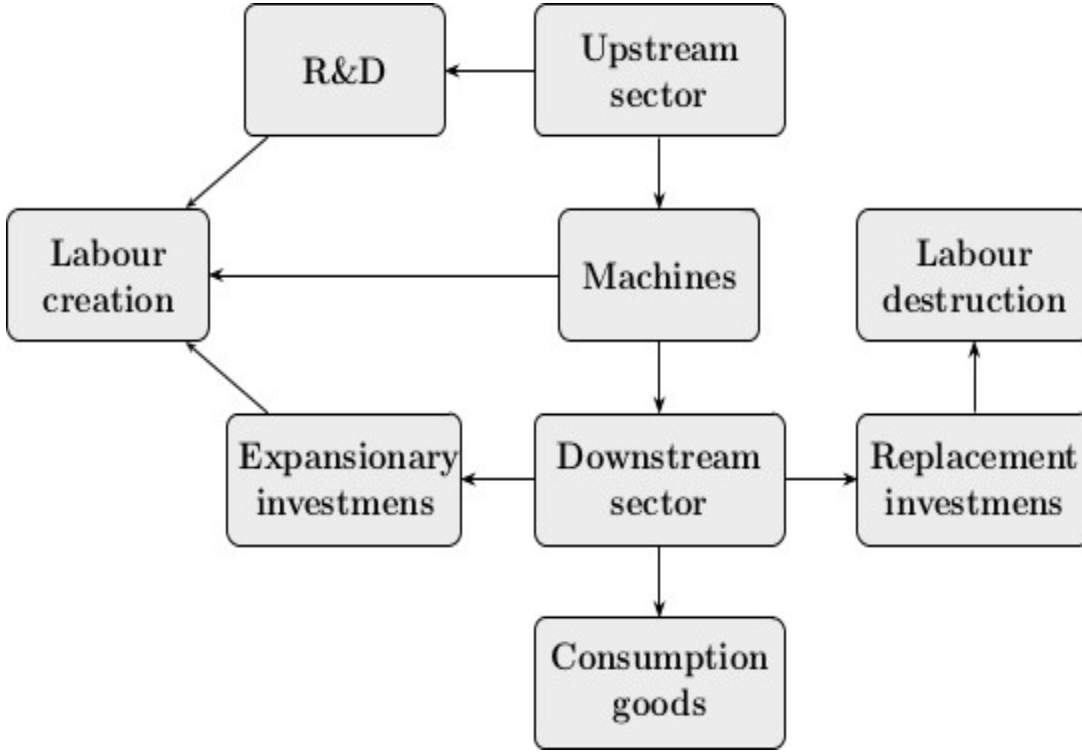 R&D
Upstream
sector
Labour
creation
Machines
Labour
destruction
Expansionary
investmens
Downstream
sector
Replacement
investmens
Consumption
goods